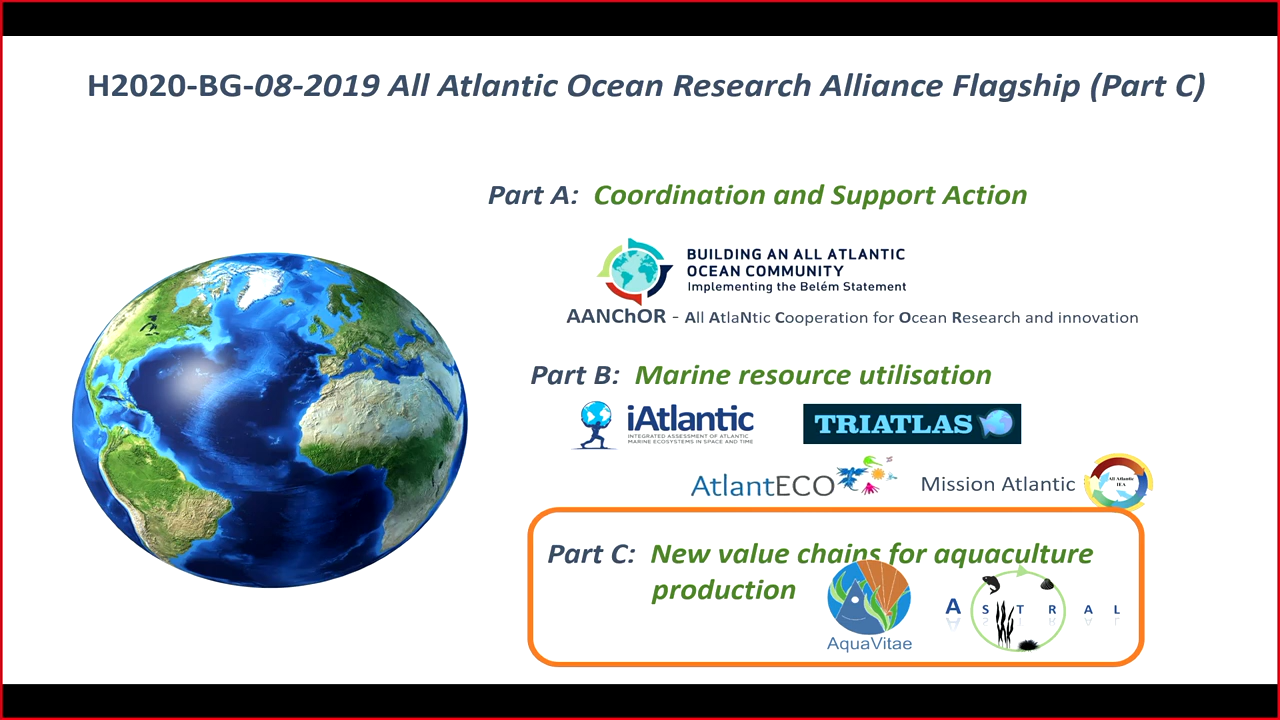 H2020-BG-08-2019 All Atlantic Ocean Research Alliance Flagship (Part C)
Part A: Coordination and Support Action
BUILDING AN ALL ATLANTIC
OCEAN COMMUNITY
Implementing the Belém Statement
AANChOR - All AtlaNtic Cooperation for Ocean Research and innovation
Part B: Marine resource utilisation
iAtlantic
INTEGRATED ASSESSMENT OF ATLANTIC
MARINE ECOSYSTEMS IN SPACE AND TIME
TRIATLAS
AtlantECO
Mission Atlantic
All Atlantic
IEA
Part C: New value chains for aquaculture
production
AquaVitae
A S T R A L